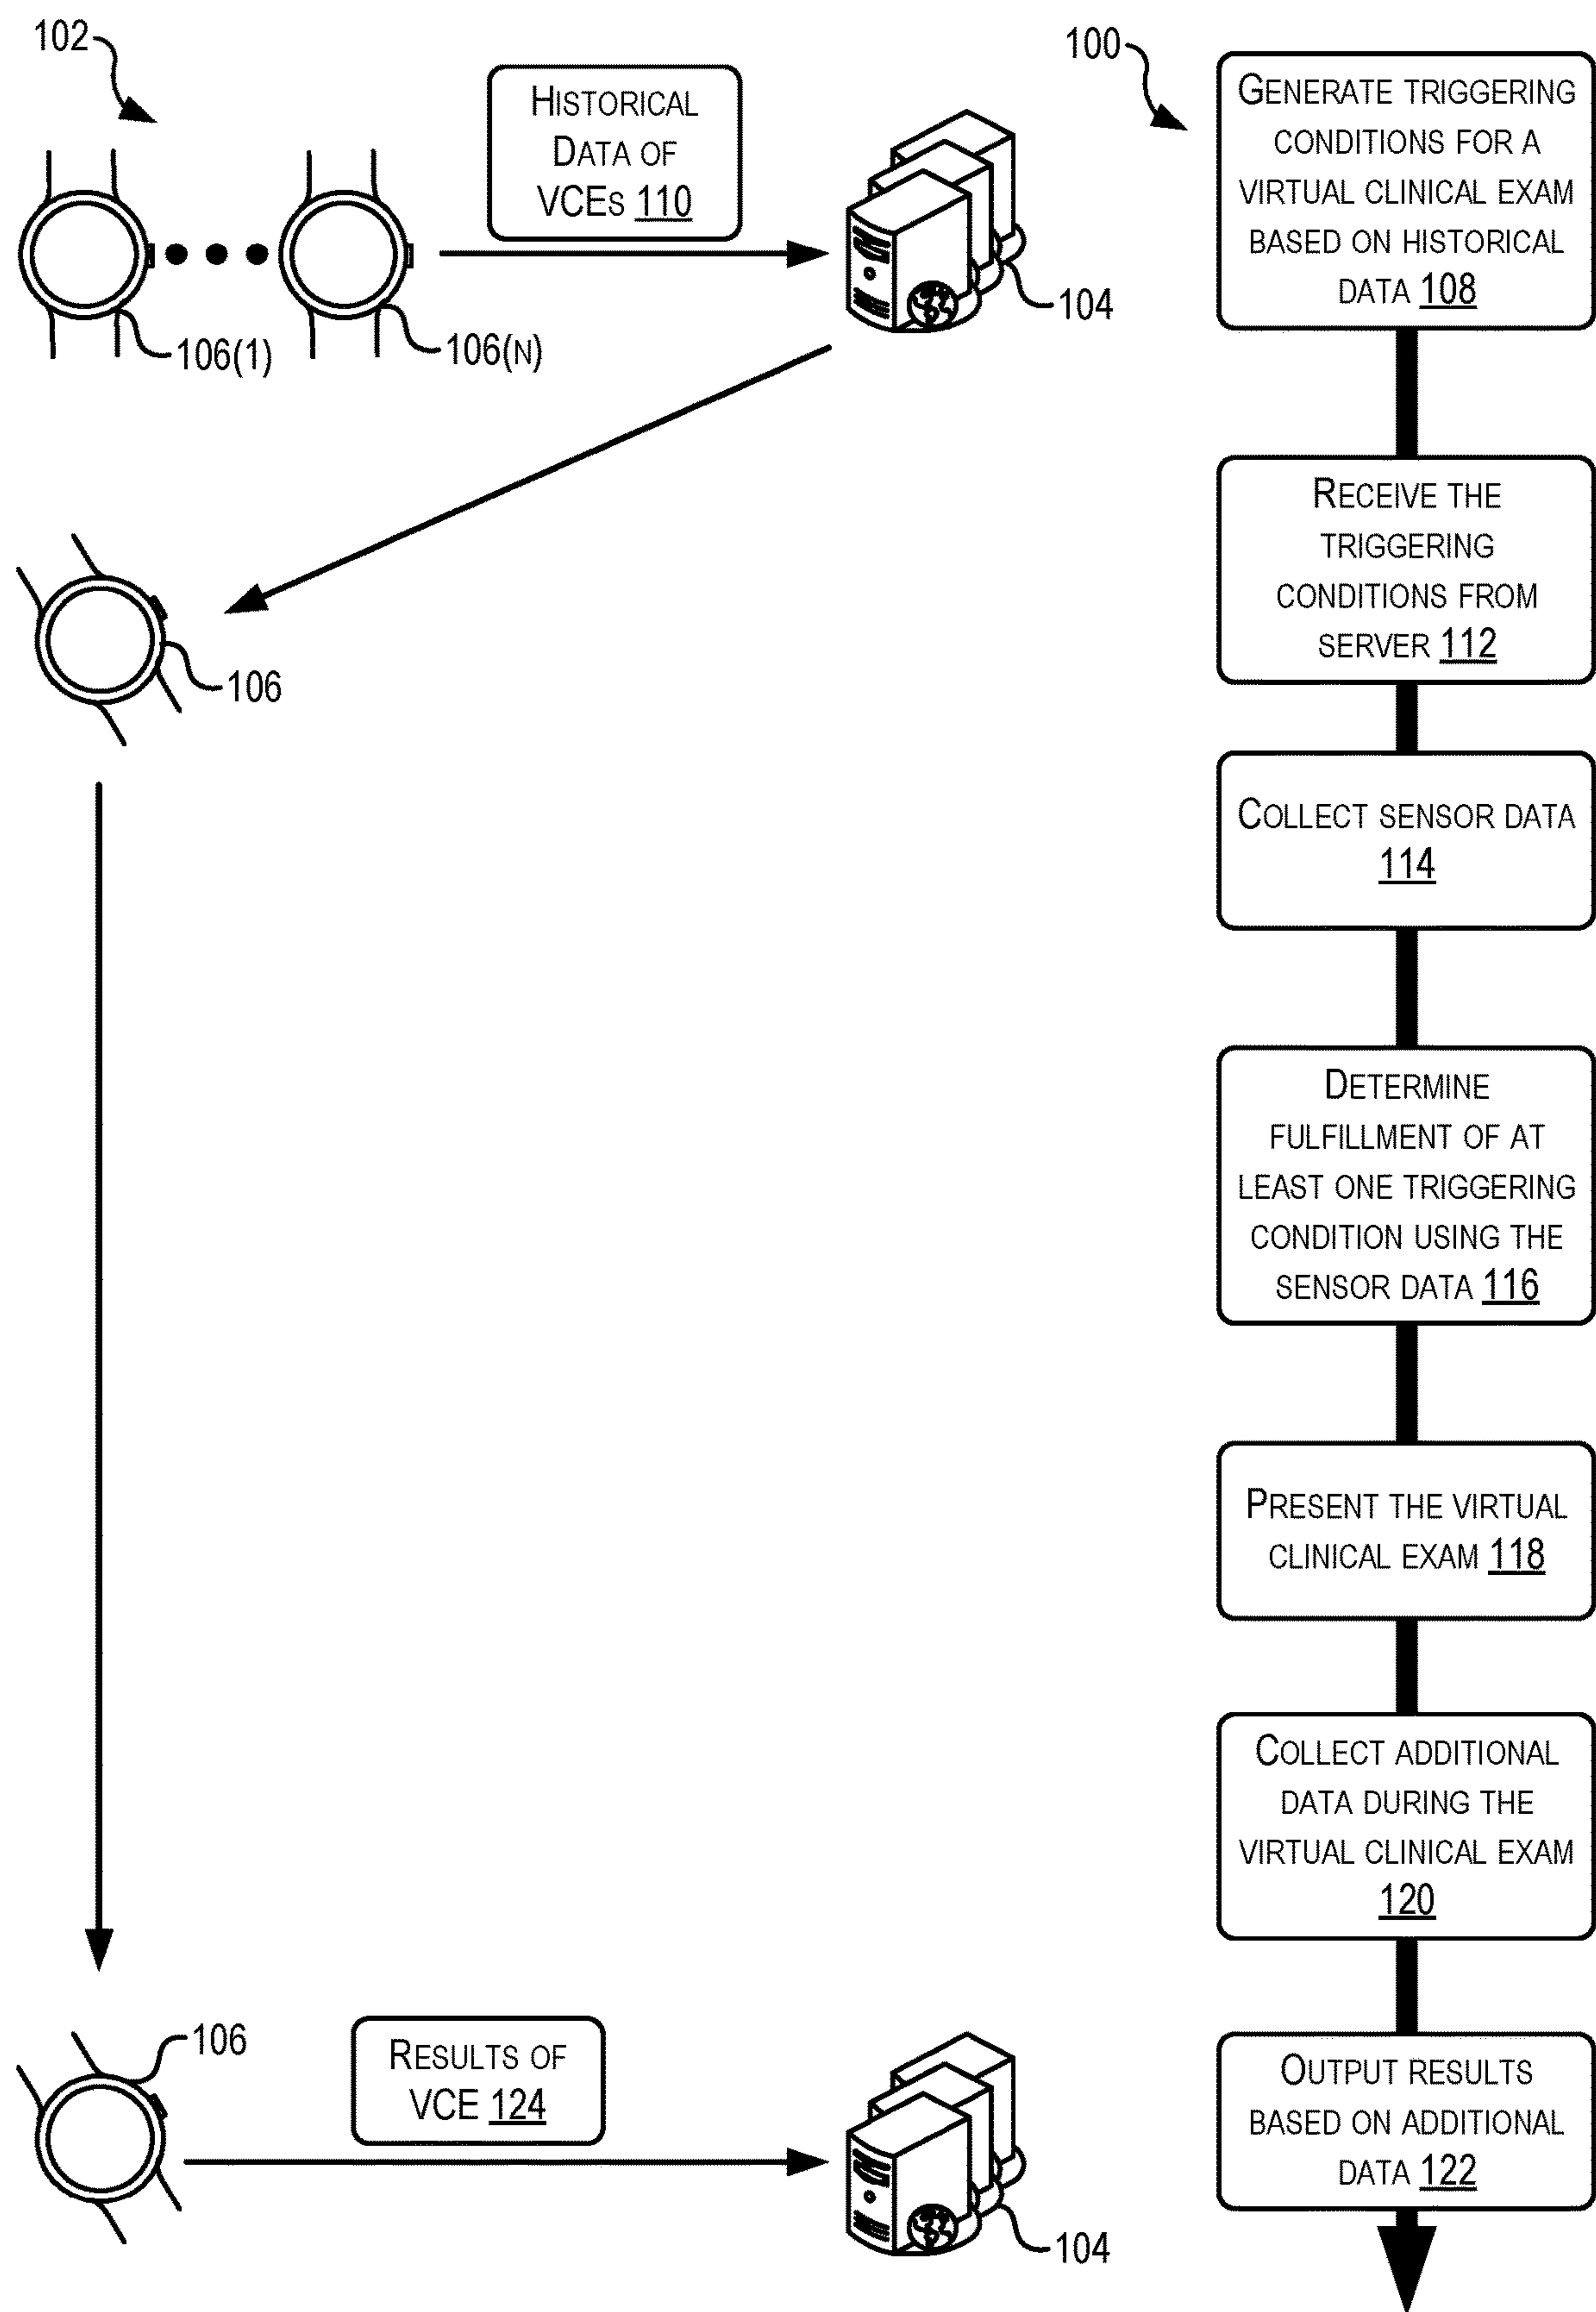 102
HISTORICAL
DATA OF
VCES 110
106(1)
106(N)
104
106
106
RESULTS OF
VCE 124
104
100
GENERATE TRIGGERING
CONDITIONS FOR A
VIRTUAL CLINICAL EXAM
BASED ON HISTORICAL
DATA 108
RECEIVE THE
TRIGGERING
CONDITIONS FROM
SERVER 112
COLLECT SENSOR DATA
114
DETERMINE
FULFILLMENT OF AT
LEAST ONE TRIGGERING
CONDITION USING THE
SENSOR DATA 116
PRESENT THE VIRTUAL
CLINICAL EXAM 118
COLLECT ADDITIONAL
DATA DURING THE
VIRTUAL CLINICAL EXAM
120
OUTPUT RESULTS
BASED ON ADDITIONAL
DATA 122